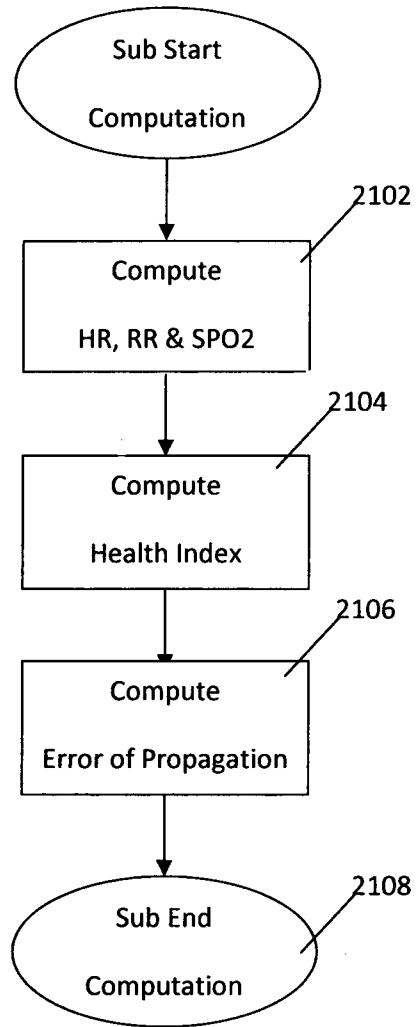 Sub Start
Computation
2102
Compute
HR, RR & SPO2
2104
Compute
Health Index
2106
Compute
Error of Propagation
2108
Sub End
Computation